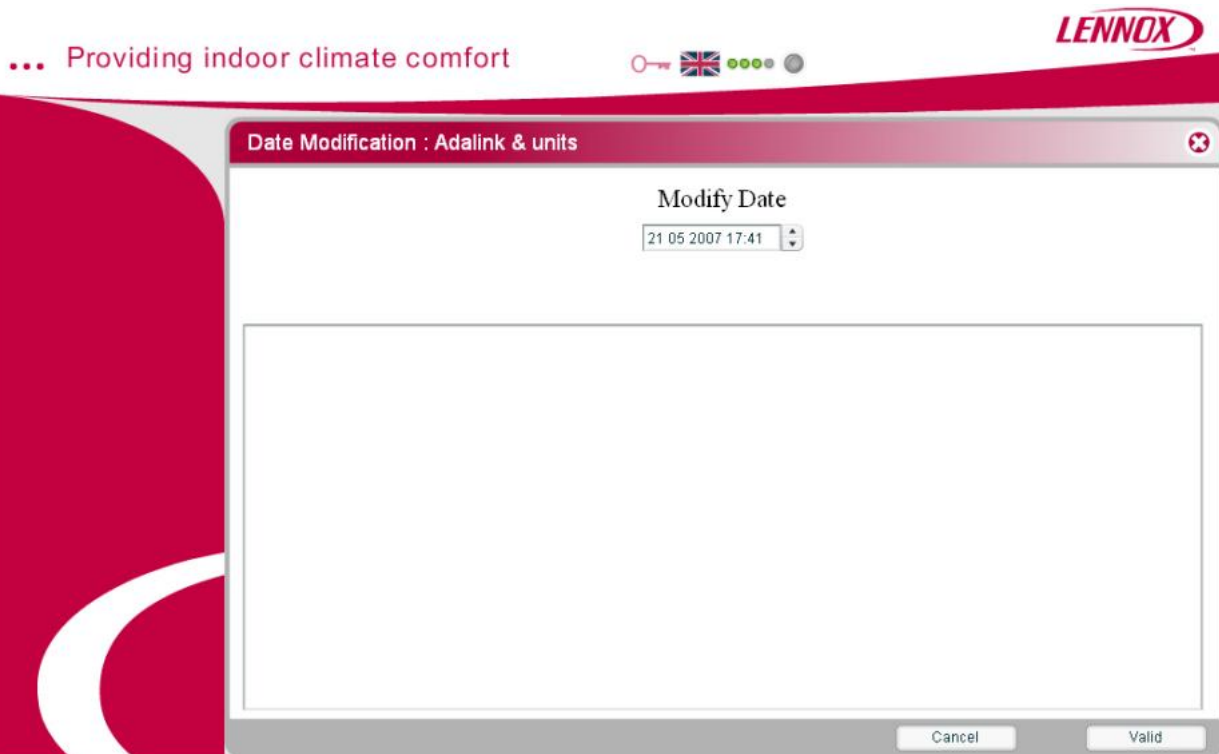 LENNOX
... Providing indoor climate comfort
Date Modification : Adalink & units
Modify Date
21 05 2007 17:41
Cancel
Valid